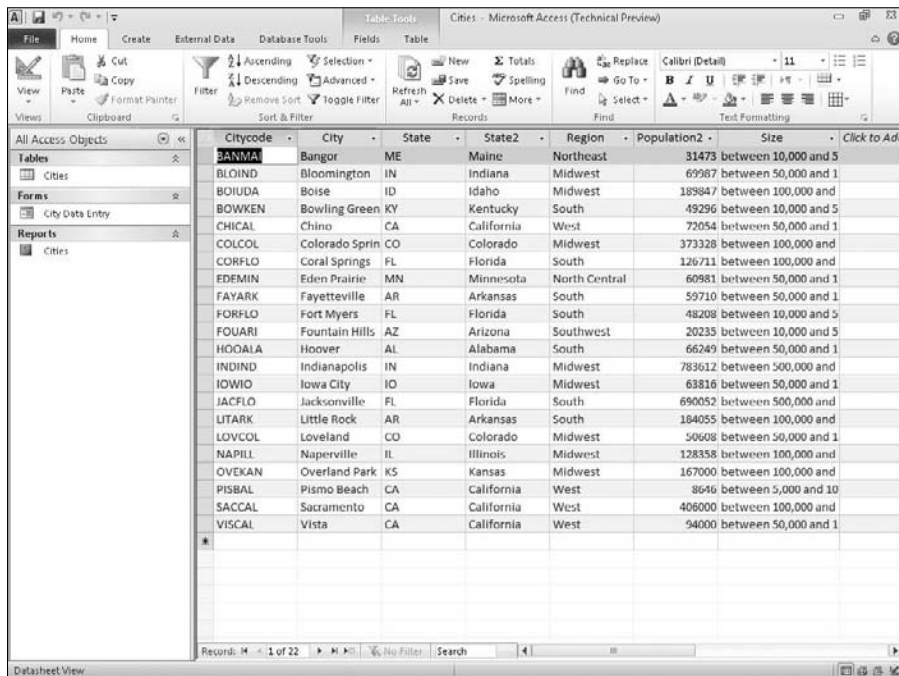 A Table Tools Cities - Microsoft Access (Technical Preview)
File Home Create External Data Database Tools Fields Table
View Paste Cut Copy Format Painter
Filter Ascending Descending Remove Sort Selection Advanced Toggle Filter
Refresh All New Save Delete Totals Spelling More
Find Replace Go To Select
Calibri (Detail) 11
B I U
A
Views Clipboard Sort & Filter Records Find Text Formatting
All Access Objects
Tables
Cities
Forms
City Data Entry
Reports
Cities
Citycode City State State2 Region Population2 Size Click to Ad
BANMAI Bangor ME Maine Northeast 31473 between 10,000 and 5
BLOIND Bloomington IN Indiana Midwest 69987 between 50,000 and 1
BOIUDA Boise ID Idaho Midwest 189847 between 100,000 and
BOWKEN Bowling Green KY Kentucky South 49296 between 10,000 and 5
CHICAL Chino CA California West 72054 between 50,000 and 1
COLCOL Colorado Sprin CO Colorado Midwest 373328 between 100,000 and
CORFLO Coral Springs FL Florida South 126711 between 100,000 and
EDEMIN Eden Prairie MN Minnesota North Central 60981 between 50,000 and 1
FAYARK Fayetteville AR Arkansas South 59710 between 50,000 and 1
FORFLO Fort Myers FL Florida South 48208 between 10,000 and 5
FOUARI Fountain Hills AZ Arizona Southwest 20235 between 10,000 and 5
HOOALA Hoover AL Alabama South 66249 between 50,000 and 1
INDIND Indianapolis IN Indiana Midwest 783612 between 500,000 and
IOWIO Iowa City IO Iowa Midwest 63816 between 50,000 and 1
JACFLO Jacksonville FL Florida South 690052 between 500,000 and
LITARK Little Rock AR Arkansas South 184055 between 100,000 and
LOVCOL Loveland CO Colorado Midwest 50608 between 50,000 and 1
NAPILL Naperville IL Illinois Midwest 128358 between 100,000 and
OVEKAN Overland Park KS Kansas Midwest 167000 between 100,000 and
PISBAL Pismo Beach CA California West 8646 between 5,000 and 10
SACCAL Sacramento CA California West 406000 between 100,000 and
VISCAL Vista CA California West 94000 between 50,000 and 1
Record: 1 of 22 No Filter Search
Datasheet View